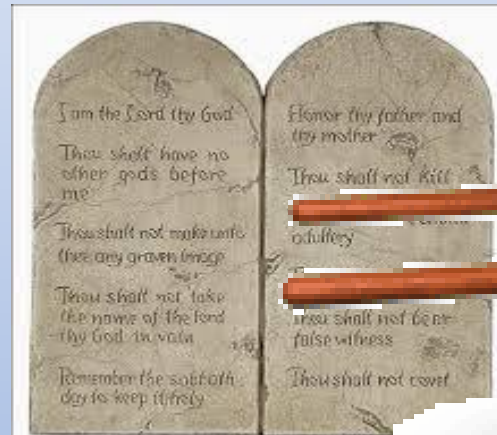 I am the Lord thy God
Thou shalt have no
other gods before
me
Thou shalt not make unto
thee any graven image
Thou shalt not take
the name of the lord
thy God in vain
Remember the sabbath
day to keep it holy
Honor thy father and
thy mother
Thou shalt not kill
adultery
Thou shalt not bear
false witness
Thou shalt not covet